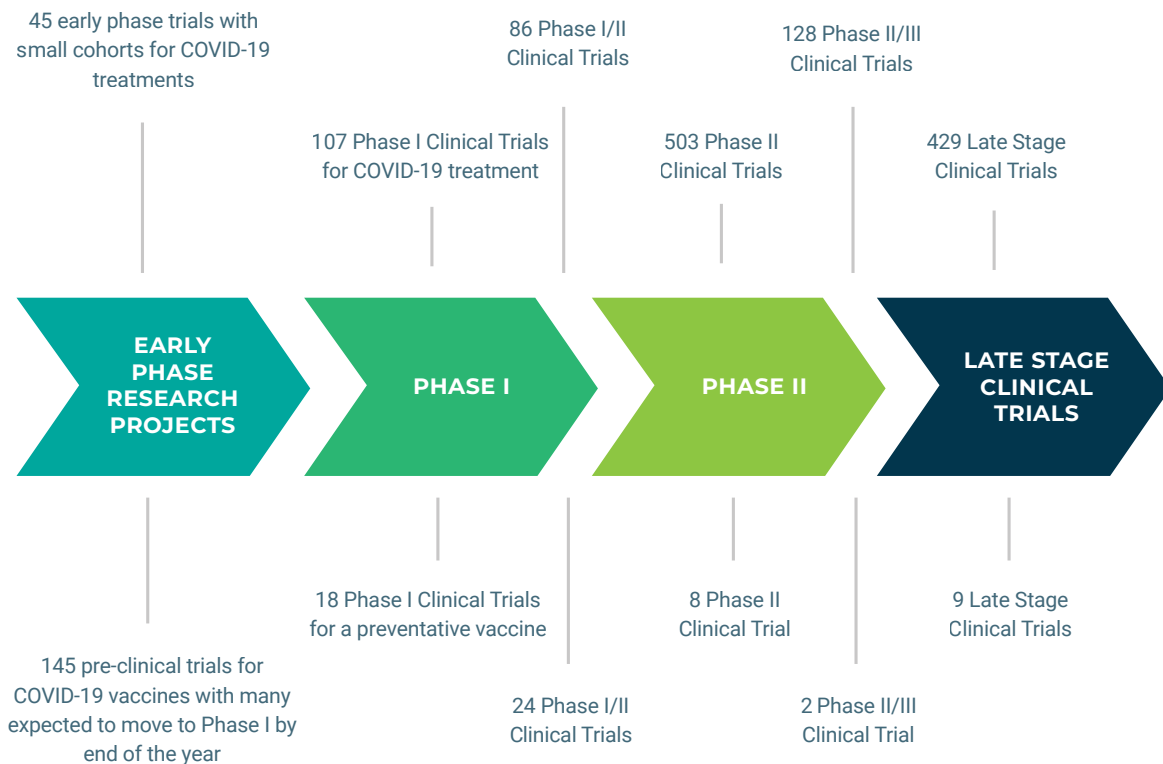 45 early phase trials with
small cohorts for COVID-19
treatments
86 Phase I/II
Clinical Trials
128 Phase II/III
Clinical Trials
107 Phase I Clinical Trials
for COVID-19 treatment
503 Phase II
Clinical Trials
429 Late Stage
Clinical Trials
EARLY
PHASE
RESEARCH
PROJECTS
PHASE I
PHASE II
LATE STAGE
CLINICAL
TRIALS
18 Phase I Clinical Trials
for a preventative vaccine
8 Phase II
Clinical Trial
9 Late Stage
Clinical Trials
145 pre-clinical trials for
COVID-19 vaccines with many
expected to move to Phase I by
end of the year
24 Phase I/II
Clinical Trials
2 Phase II/III
Clinical Trial